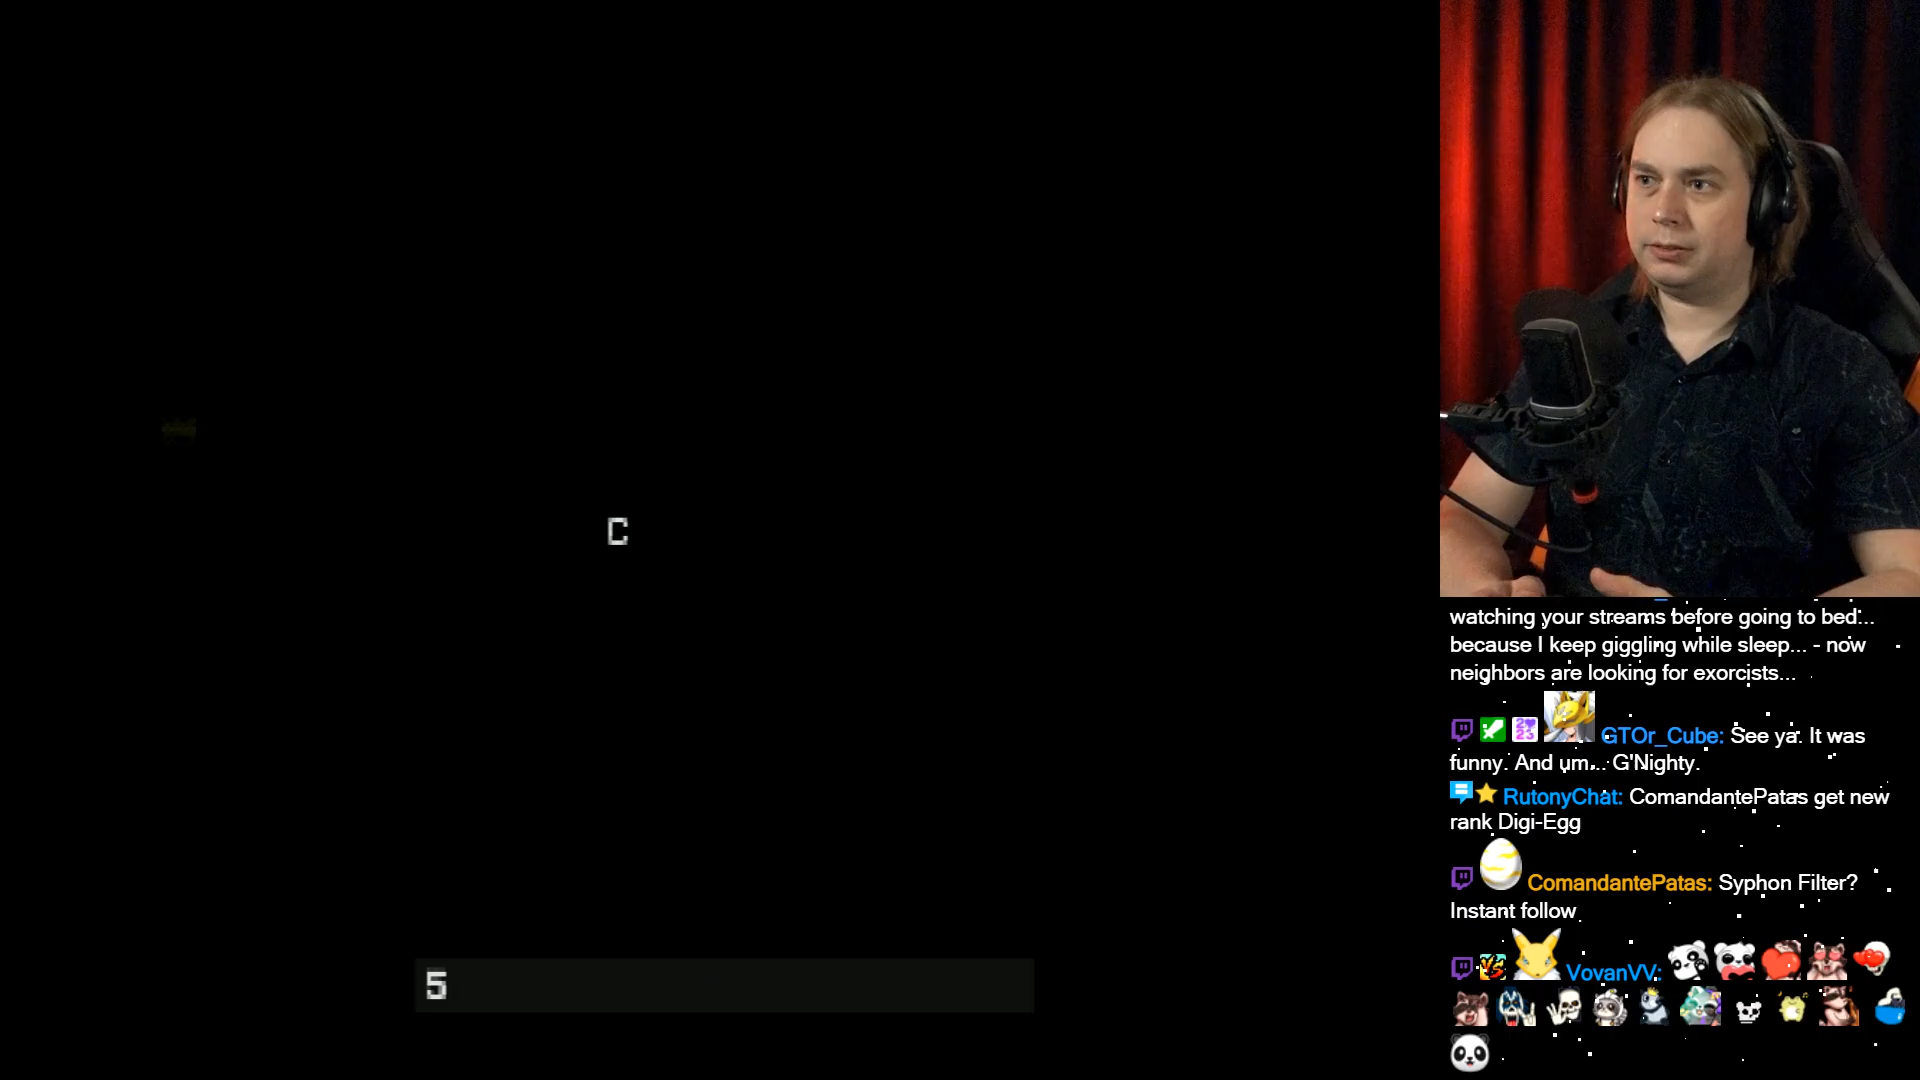 C
5
watching your streams before going to bed...
because I keep giggling while sleep... - now
neighbors are looking for exorcists...
GTOr_Cube: See ya. It was
funny. And um... G'Nighty.
RutonyChat: ComandantePatas get new
rank Digi-Egg
ComandantePatas: Syphon Filter?
Instant follow
VovanVV: